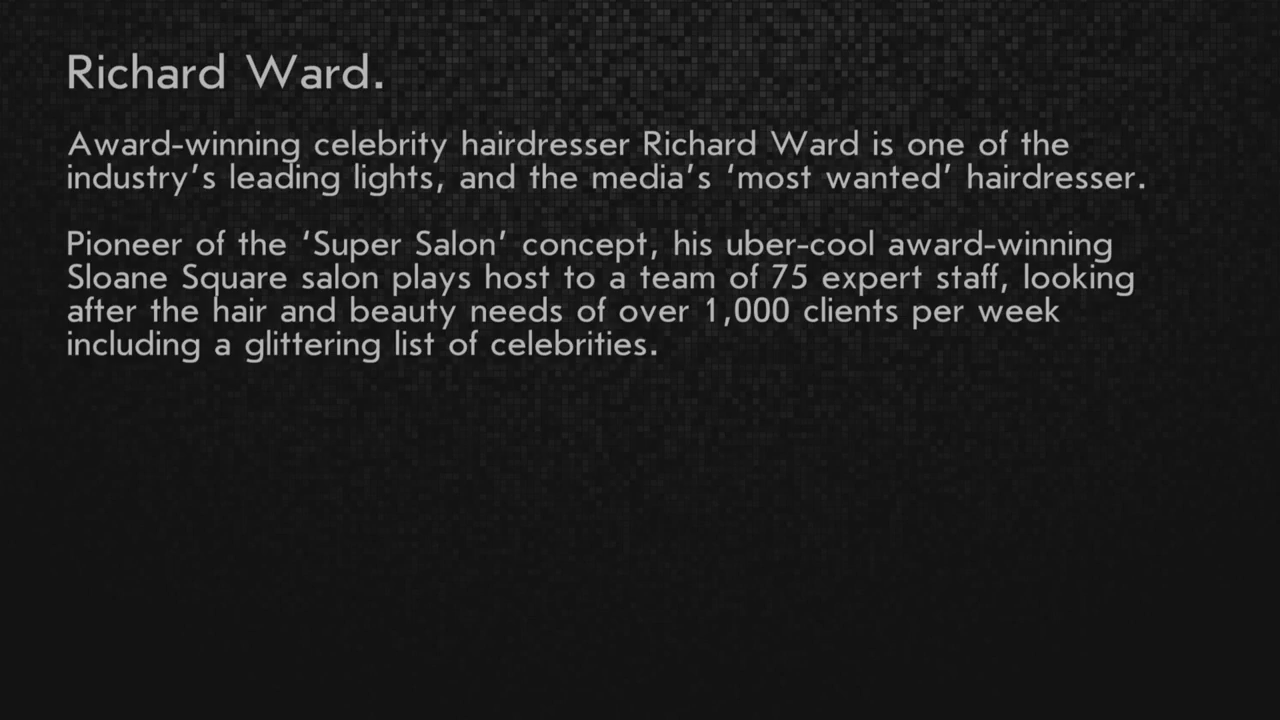 Richard Ward.
Award-winning celebrity hairdresser Richard Ward is one of the
industry’s leading lights, and the media’s ‘most wanted’ hairdresser.
Pioneer of the ‘Super Salon’ concept, his uber-cool award-winning
Sloane Square salon plays host to a team of 75 expert staff, looking
after the hair and beauty needs of over 1,000 clients per week
including a glittering list of celebrities.